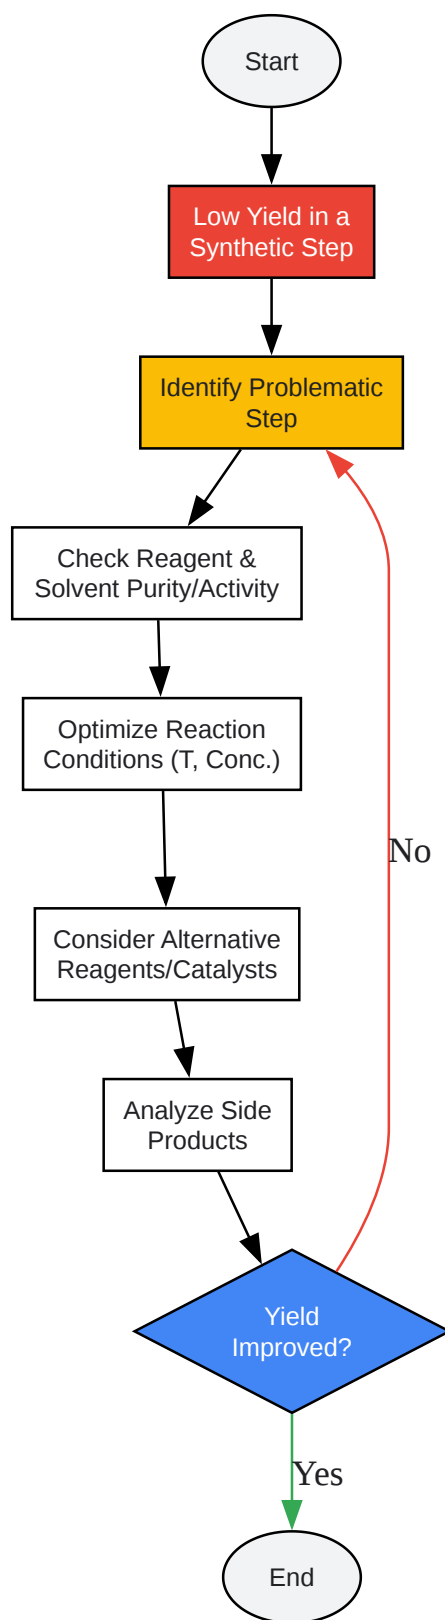 Start
Low Yield in a
Synthetic Step
Identify Problematic
Step
Check Reagent &
Solvent Purity/Activity
Optimize Reaction
Conditions (T, Conc.)
No
Consider Alternative
Reagents/Catalysts
Analyze Side
Products
Yield
Improved?
Yes
End